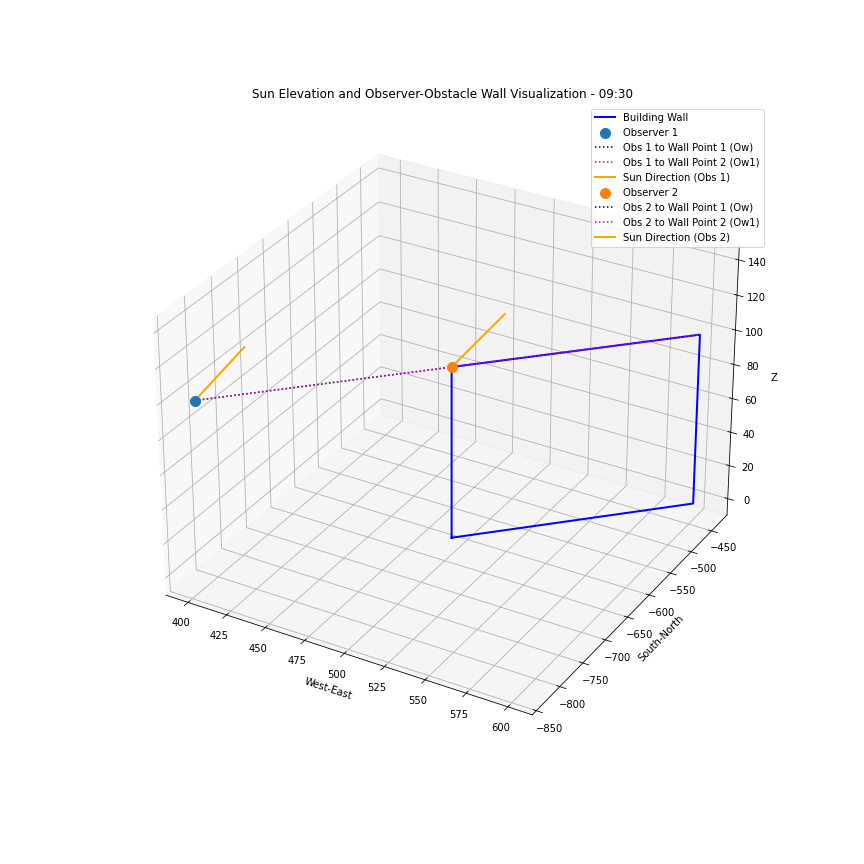 Sun Elevation and Observer-Obstacle Wall Visualization - 09:30
Building Wall
Observer 1
Obs 1 to Wall Point 1 (Ow)
Obs 1 to Wall Point 2 (Ow1)
Sun Direction (Obs 1)
Observer 2
Obs 2 to Wall Point 1 (Ow)
Obs 2 to Wall Point 2 (Ow1)
Sun Direction (Obs 2)
140
120
100
80
Z
60
40
20
0
−450
−500
−550
−600
−650
−700
−750
−800
−850
South-North
400
425
450
475
500
525
550
575
600
West-East